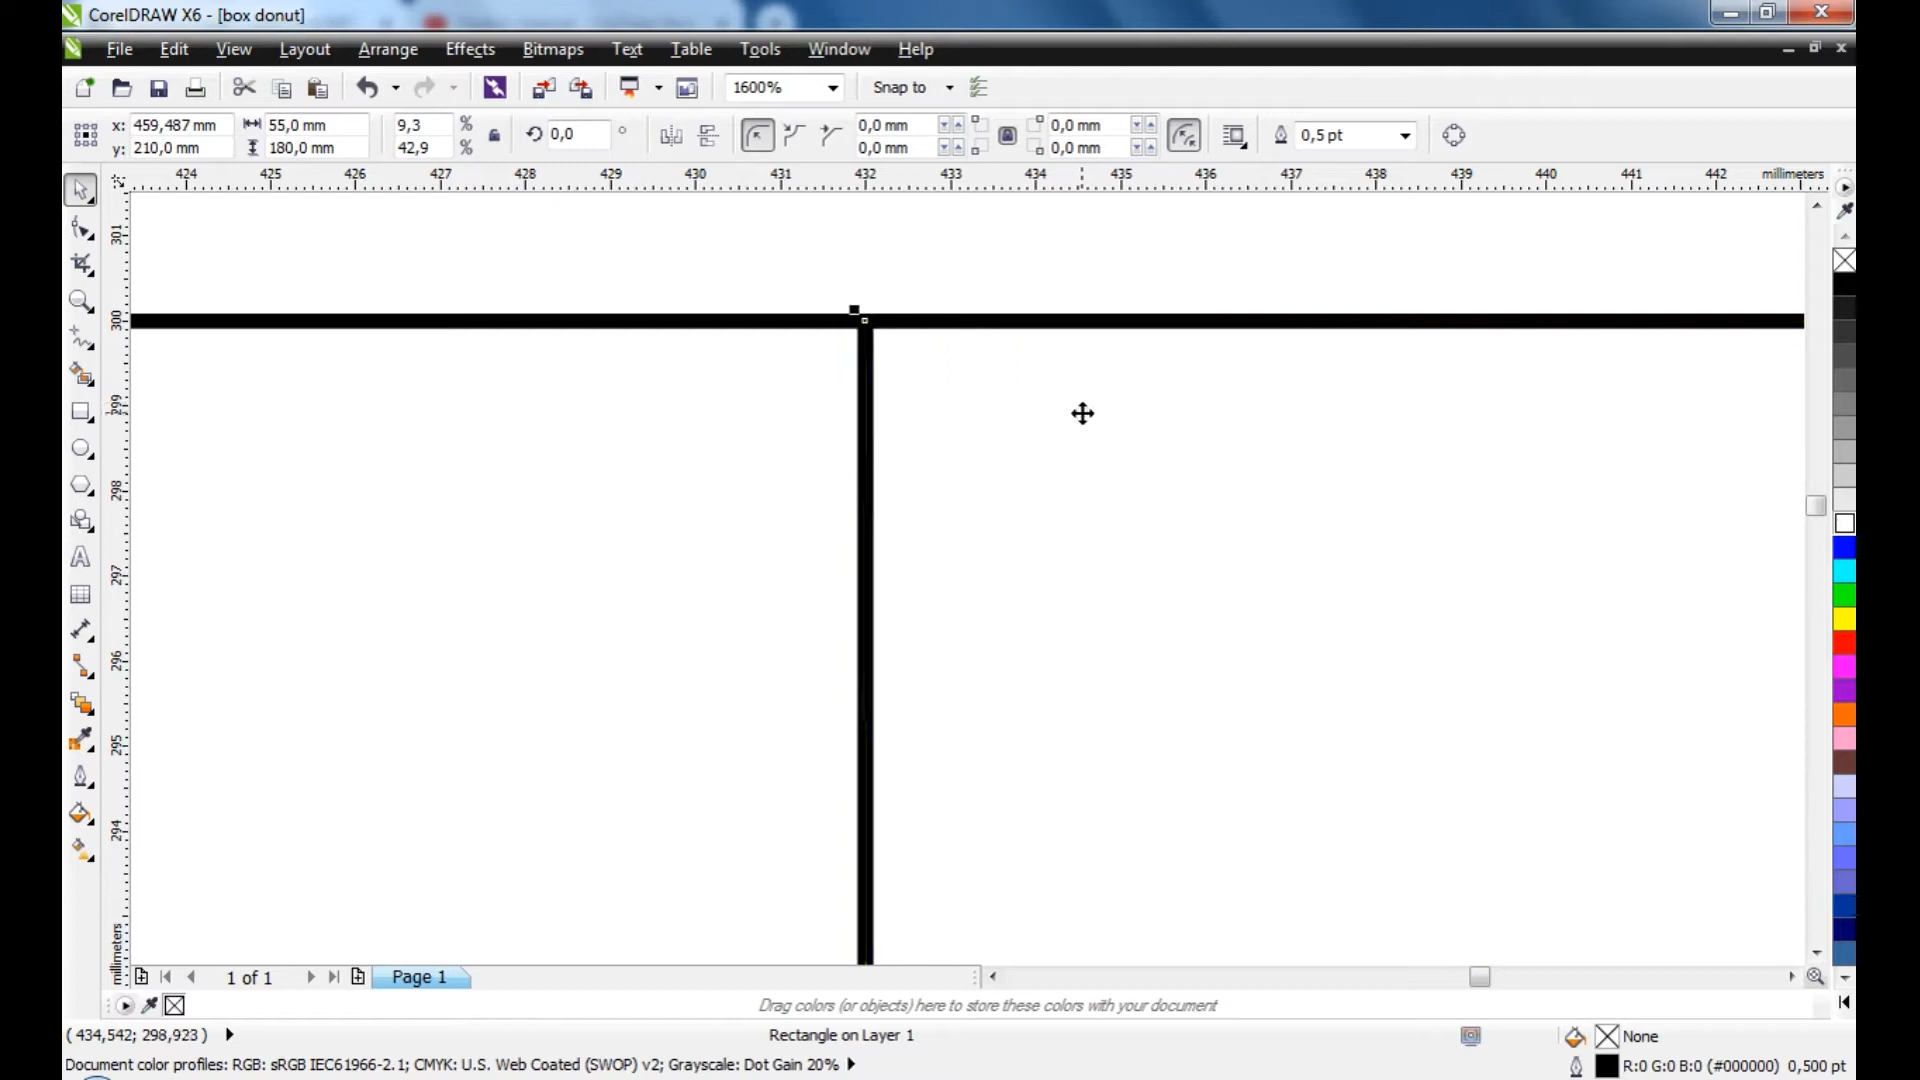 CorelDRAW X6 - [box donut]
File Edit View Layout Arrange Effects Bitmaps Text Table Tools Window Help
1600% Snap to
x: 459,487 mm 55,0 mm 9,3 % 0,0 ° 0,0 mm 0,0 mm 0,5 pt
y: 210,0 mm 180,0 mm 42,9 % 0,0 mm 0,0 mm
424 425 426 427 428 429 430 431 432 433 434 435 436 437 438 439 440 441 442 millimeters
301
300
299
298
297
296
295
294
millimeters
1 of 1 Page 1
Drag colors (or objects) here to store these colors with your document
( 434,542; 298,923 ) Rectangle on Layer 1 None
Document color profiles: RGB: sRGB IEC61966-2.1; CMYK: U.S. Web Coated (SWOP) v2; Grayscale: Dot Gain 20% R:0 G:0 B:0 (#000000) 0,500 pt